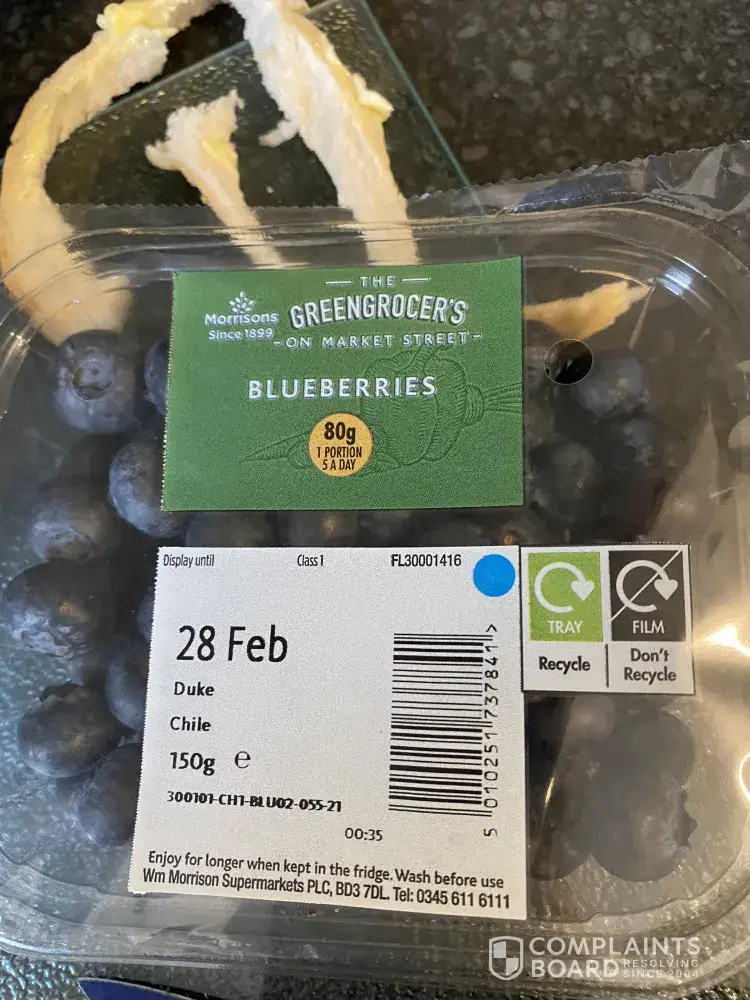 THE
Morrisons
Since 1899
GREENGROCER'S
ON MARKET STREET
BLUEBERRIES
80g
1 PORTION
5 A DAY
Display until
Class 1
FL30001416
28 Feb
Duke
Chile
150g e
300101-CH1-BLU02-055-21
00:35
5 010251 737841 >
Enjoy for longer when kept in the fridge. Wash before use
Wm Morrison Supermarkets PLC, BD3 7DL. Tel: 0345 611 6111
TRAY
Recycle
FILM
Don't
Recycle
COMPLAINTS
BOARD
RESOLVING
SINCE 2004